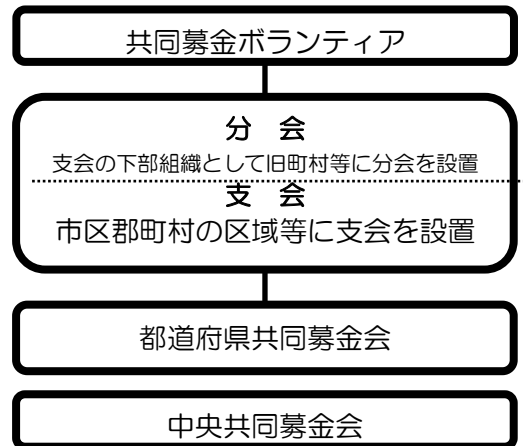 共同募金ボランティア
分　会
支会の下部組織として旧町村等に分会を設置
支　会
市区郡町村の区域等に支会を設置
都道府県共同募金会
中央共同募金会